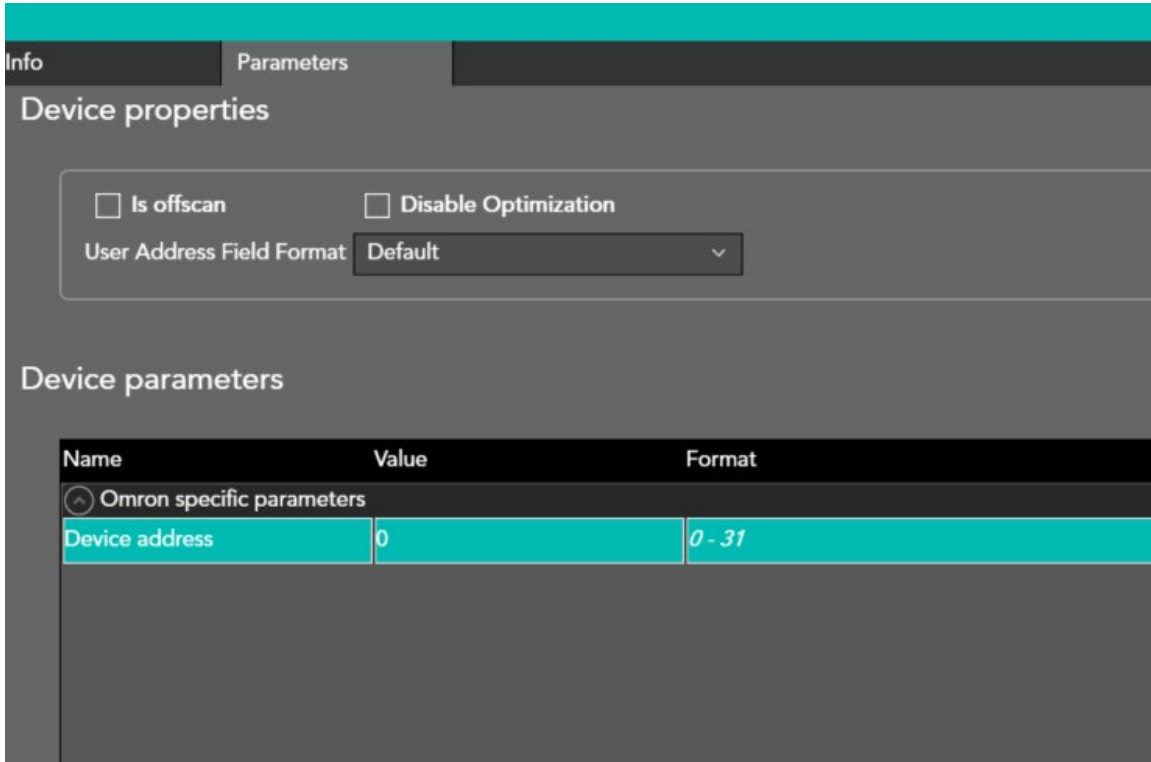 Info Parameters
Device properties
Is offscan Disable Optimization
User Address Field Format Default
Device parameters
Name Value Format
Omron specific parameters
Device address 0 0 - 31